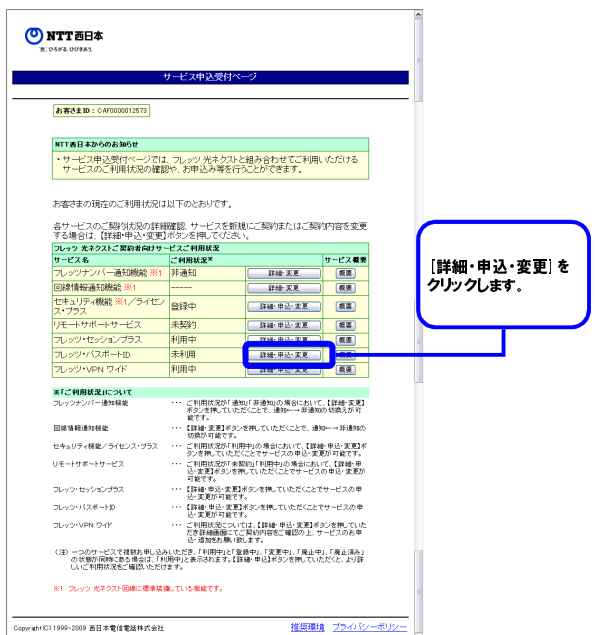 NTT西日本
光、ひろがる。ひびきあう。
サービス申込受付ページ
お客さまID：CAF0000012573
NTT西日本からのお知らせ
・サービス申込受付ページでは、フレッツ 光ネクストと組み合わせてご利用いただける
サービスのご利用状況の確認や、お申込み等を行うことができます。
お客さまの現在のご利用状況は以下のとおりです。
各サービスのご契約状況の詳細確認、サービスを新規にご契約またはご契約内容を変更
する場合は、【詳細・申込・変更】ボタンを押してください。
フレッツ 光ネクストご契約者向けサービスご利用状況
サービス名 ご利用状況※ サービス概要
フレッツナンバー通知機能 ※1 非通知 詳細・変更 概要
回線情報通知機能 ※1 ----- 詳細・変更 概要
セキュリティ機能 ※1／ライセン
ス・プラス 登録中 詳細・申込・変更 概要
リモートサポートサービス 未契約 詳細・申込・変更 概要
フレッツ・セッションプラス 利用中 詳細・申込・変更 概要
フレッツ・パスポートID 未利用 詳細・申込・変更 概要
フレッツ・VPN ワイド 利用中 詳細・申込・変更 概要
［詳細・申込・変更］を
クリックします。
※「ご利用状況」について
フレッツナンバー通知機能 ･･･ ご利用状況が「通知」「非通知」の場合において、【詳細・変更】
ボタンを押していただくことで、通知←→非通知の切替えが可
能です。
回線情報通知機能 ･･･ 【詳細・変更】ボタンを押していただくことで、通知←→非通知の
切替が可能です。
セキュリティ機能／ライセンス・プラス ･･･ ご利用状況が「利用中」の場合において、【詳細・申込・変更】ボ
タンを押していただくことでサービスの申込・変更が可能です。
リモートサポートサービス ･･･ ご利用状況が「未契約」「利用中」の場合において、【詳細・申
込・変更】ボタンを押していただくことでサービスの申込・変更が
可能です。
フレッツ・セッションプラス ･･･ 【詳細・申込・変更】ボタンを押していただくことでサービスの申
込・変更が可能です。
フレッツ・パスポートID ･･･ 【詳細・申込・変更】ボタンを押していただくことでサービスの申
込・変更が可能です。
フレッツ・VPN ワイド ･･･ ご利用状況については、【詳細・申込・変更】ボタンを押していた
だき詳細画面にてご契約内容をご確認の上、サービスのお申
込・追加をお願い致します。
（注） 一つのサービスで複数お申し込みいただき、「利用中」と「登録中」、「変更中」、「廃止中」、「廃止済み」
の状態が同時にある場合は、「利用中」と表示されます。【詳細・申込・変更】ボタンを押していただくと、より詳
しいご利用状況をご確認いただけます。
※1 フレッツ 光ネクスト回線に標準装備している機能です。
Copyright(C) 1999-2009 西日本電信電話株式会社
推奨環境 プライバシーポリシー